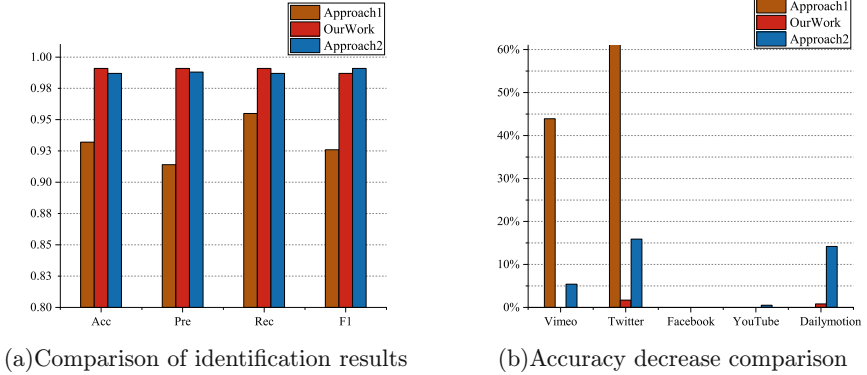 Approach1
OurWork
Approach2
1.00
0.98
0.95
0.93
0.90
0.88
0.85
0.83
0.80
Acc Pre Rec F1
(a)Comparison of identification results
Approach1
OurWork
Approach2
60%
50%
40%
30%
20%
10%
0%
Vimeo Twitter Facebook YouTube Dailymotion
(b)Accuracy decrease comparison